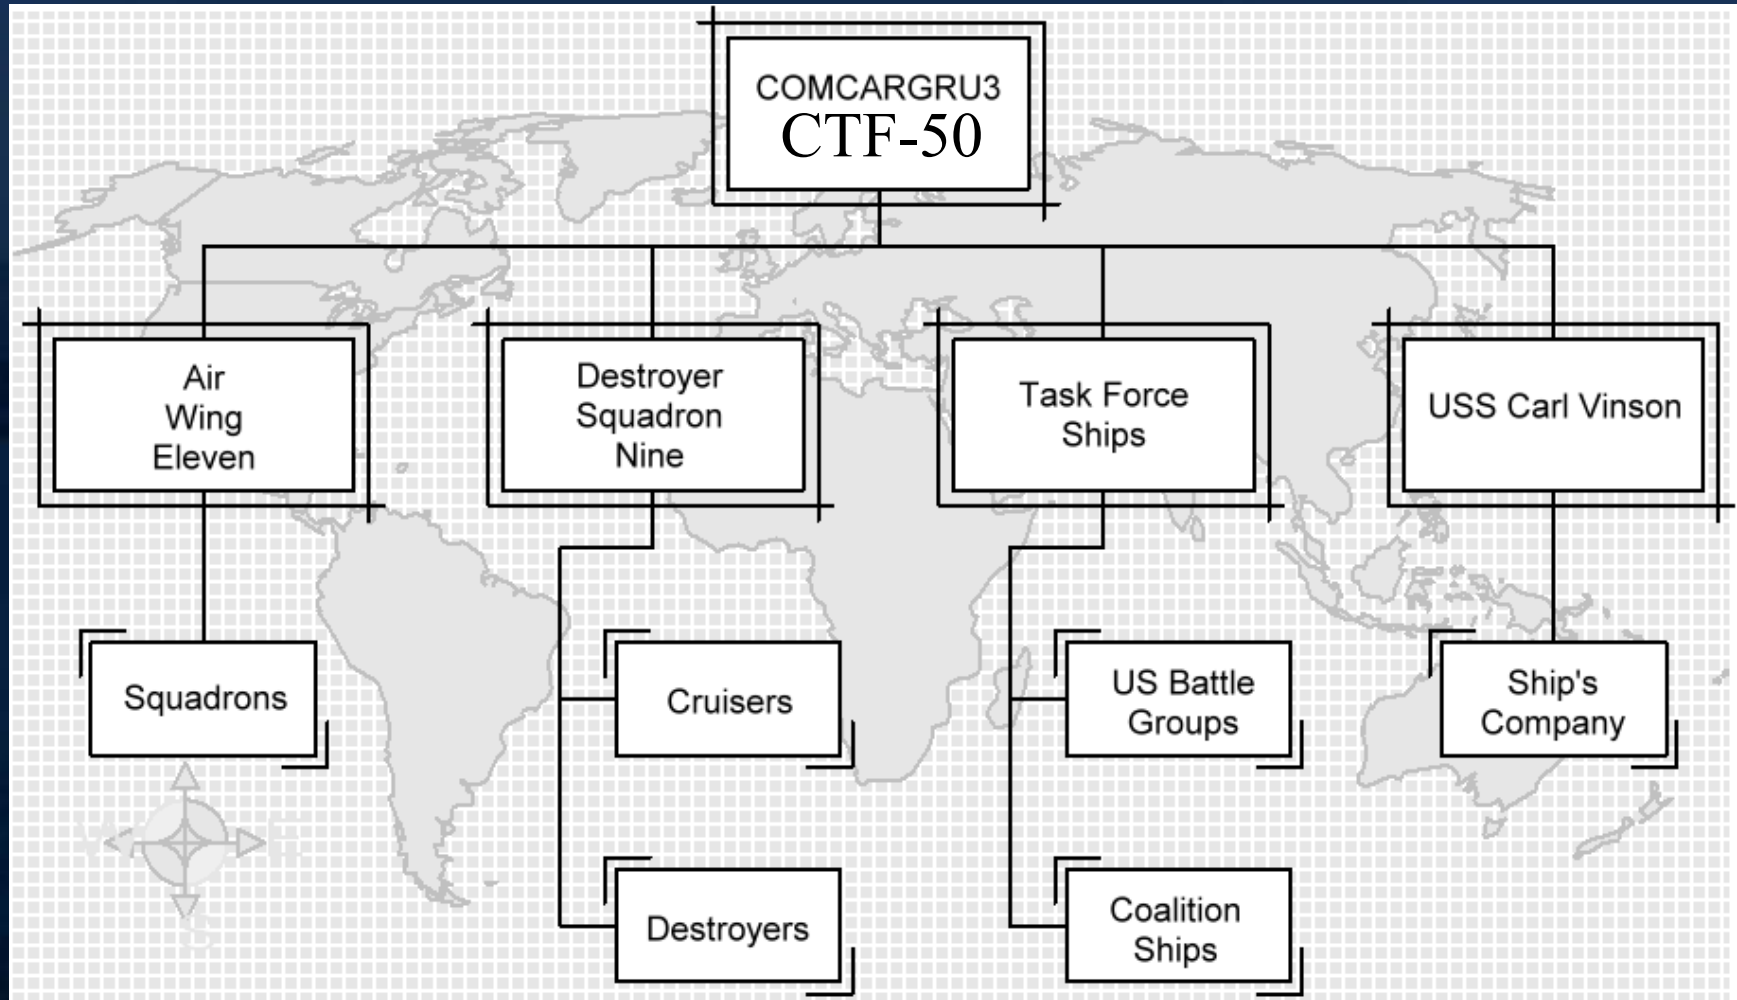 COMCARGRU3
CTF-50
Air
Wing
Eleven
Destroyer
Squadron
Nine
Task Force
Ships
USS Carl Vinson
Squadrons
Cruisers
US Battle
Groups
Ship's
Company
Destroyers
Coalition
Ships
E
S